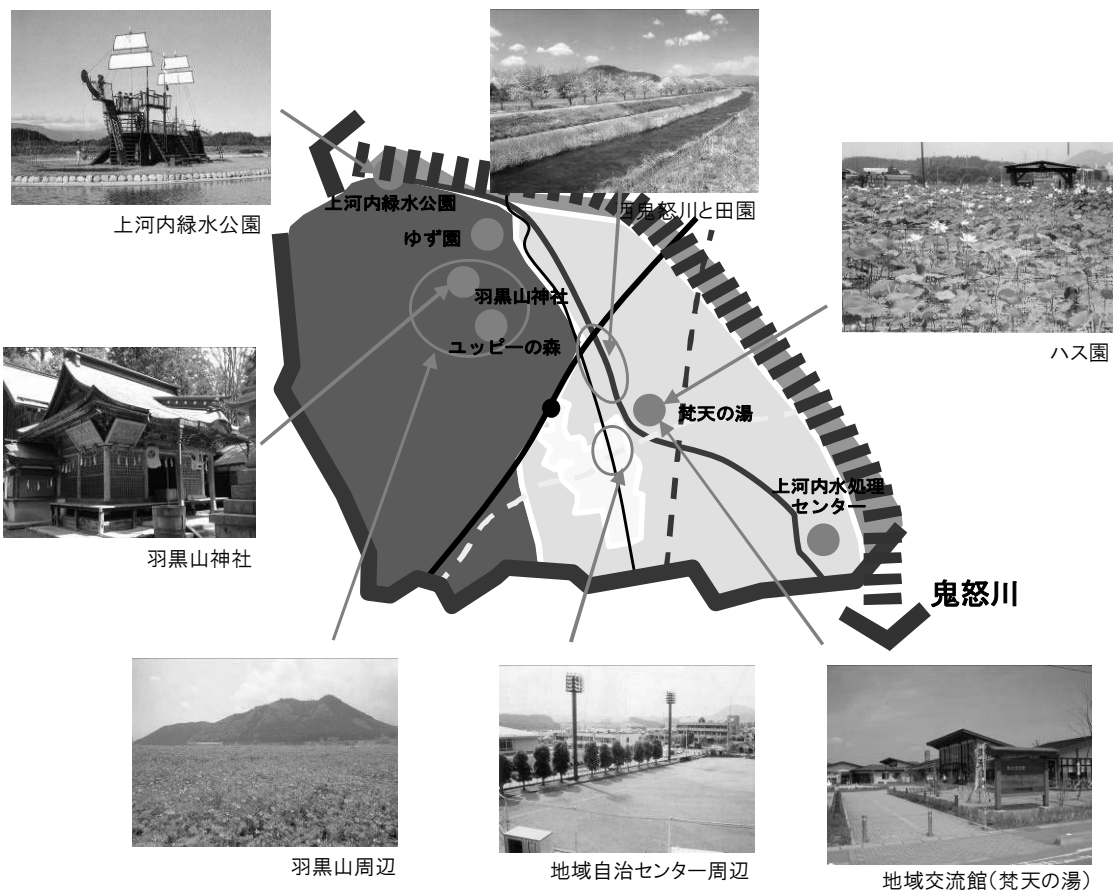 上河内緑水公園
上河内緑水公園
西鬼怒川と田園
ゆず園
羽黒山神社
ユッピーの森
ハス園
梵天の湯
上河内水処理
センター
羽黒山神社
鬼怒川
羽黒山周辺
地域自治センター周辺
地域交流館(梵天の湯)